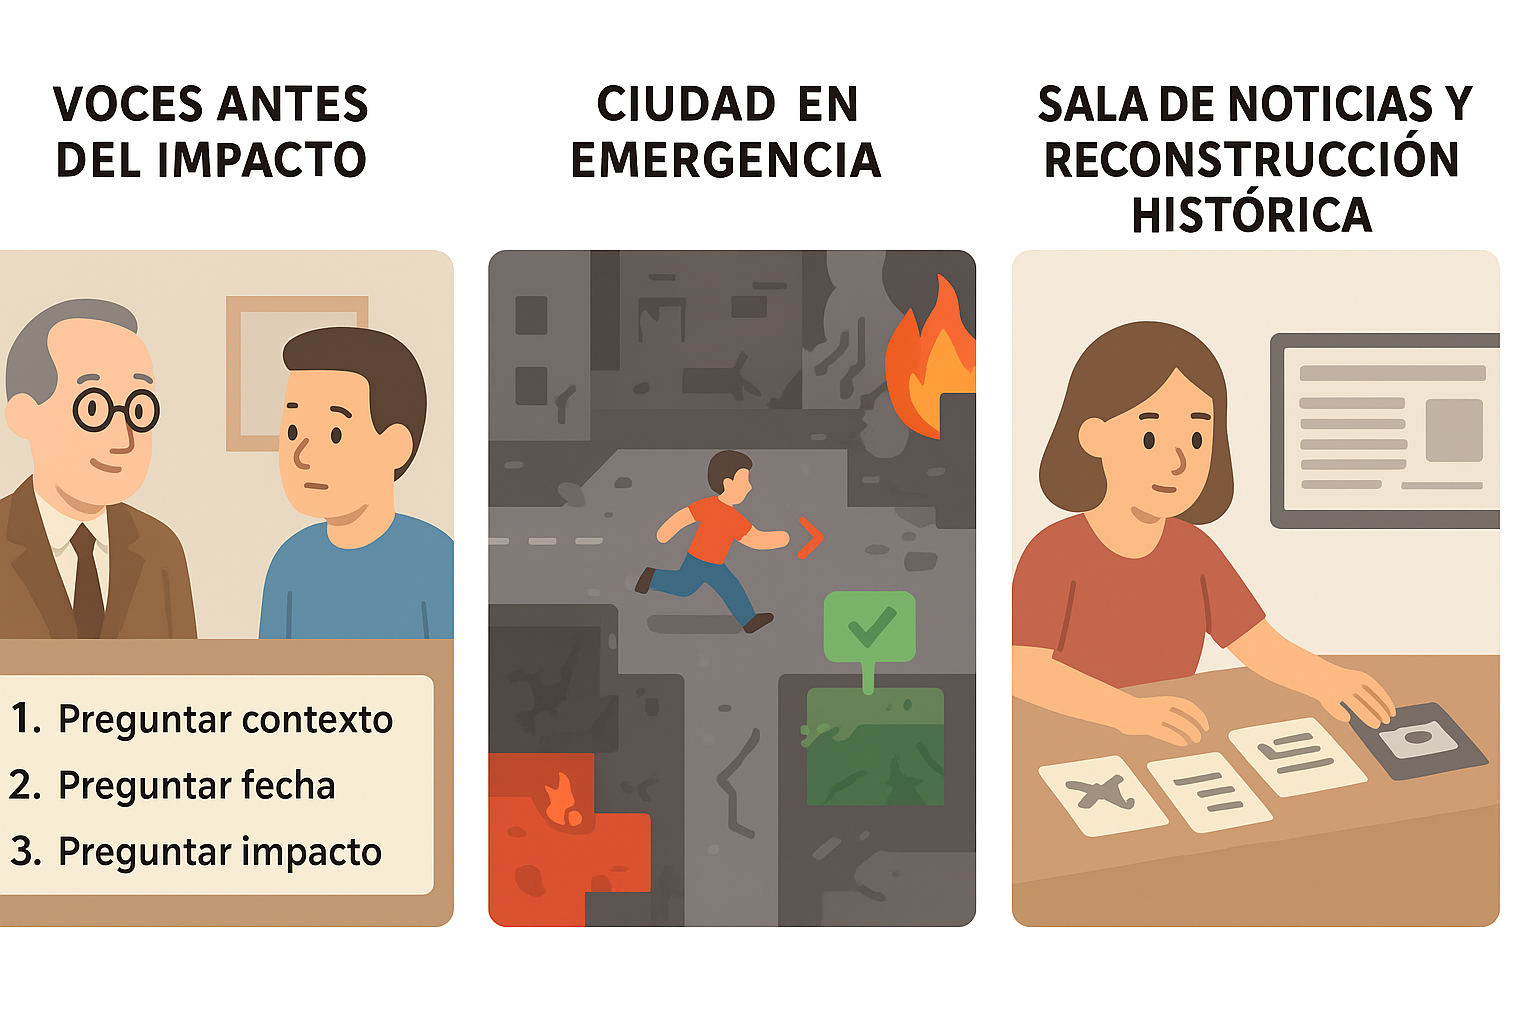 VOCES ANTES
DEL IMPACTO
1. Preguntar contexto
2. Preguntar fecha
3. Preguntar impacto
CIUDAD EN
EMERGENCIA
SALA DE NOTICIAS Y
RECONSTRUCCIÓN
HISTÓRICA